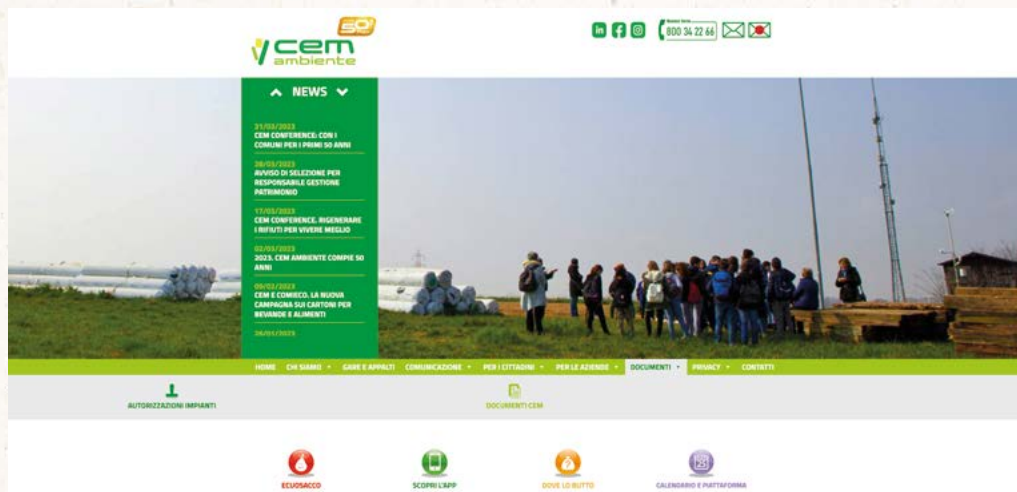 50!
cem
ambiente
Numero Verde
800 34 22 66
NEWS
31/03/2023
CEM CONFERENCE: CON I
COMUNI PER I PRIMI 50 ANNI
28/03/2023
AVVISO DI SELEZIONE PER
RESPONSABILE GESTIONE
PATRIMONIO
17/03/2023
CEM CONFERENCE. RIGENERARE
I RIFIUTI PER VIVERE MEGLIO
02/03/2023
2023. CEM AMBIENTE COMPIE 50
ANNI
09/02/2023
CEM E COMIECO. LA NUOVA
CAMPAGNA SUI CARTONI PER
BEVANDE E ALIMENTI
26/01/2023
HOME CHI SIAMO GARE E APPALTI COMUNICAZIONE PER I CITTADINI PER LE AZIENDE DOCUMENTI PRIVACY CONTATTI
AUTORIZZAZIONI IMPIANTI DOCUMENTI CEM
ECUOSACCO SCOPRI L'APP DOVE LO BUTTO CALENDARIO E PIATTAFORMA